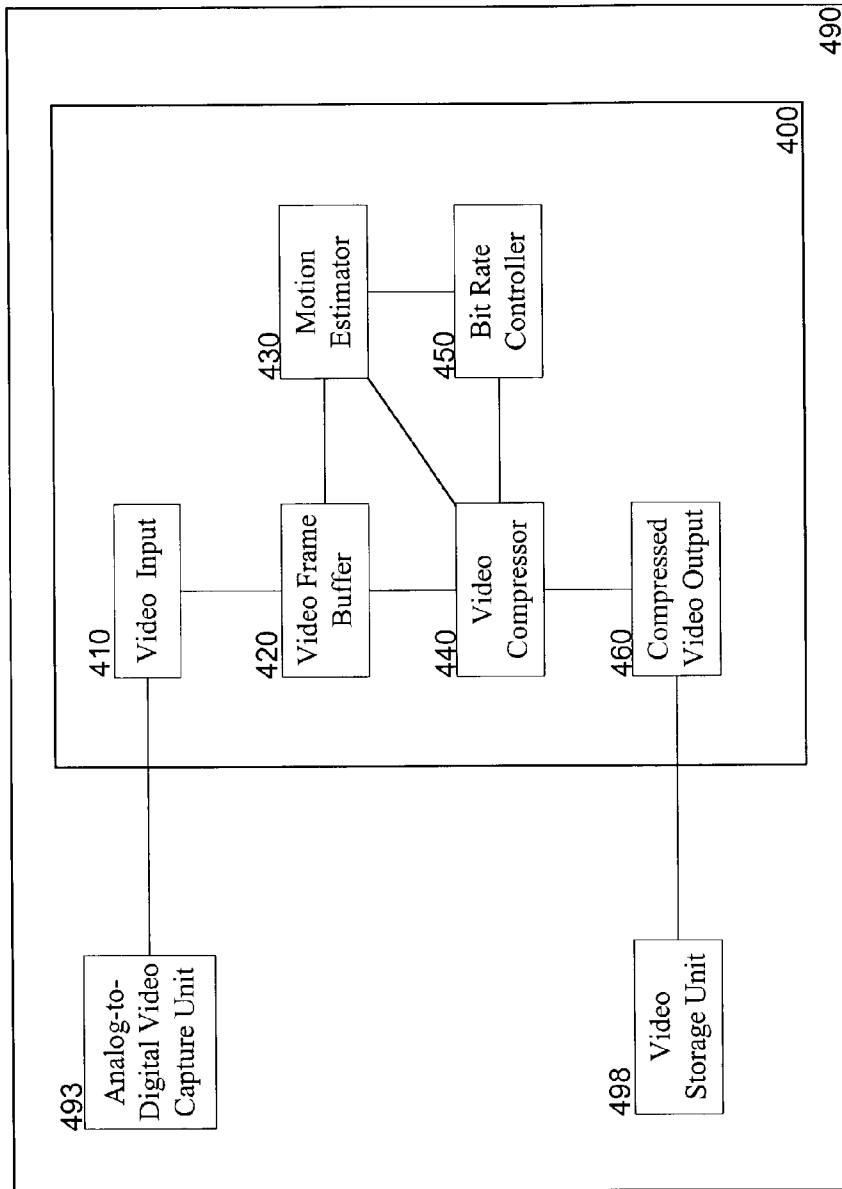 493
Analog-to-
Digital Video
Capture Unit
410
Video Input
420
Video Frame
Buffer
430
Motion
Estimator
440
Video
Compressor
450
Bit Rate
Controller
460
Compressed
Video Output
498
Video
Storage Unit
400
490